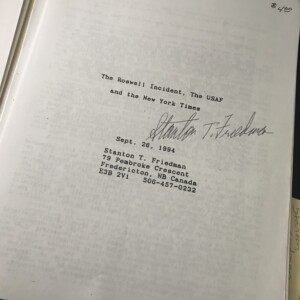 The Roswell Incident, The USAF
and the New York Times
Stanton T. Friedman
Sept. 26, 1994
Stanton T. Friedman
79 Pembroke Crescent
Fredericton, NB Canada
E3B 2V1 506-457-0232